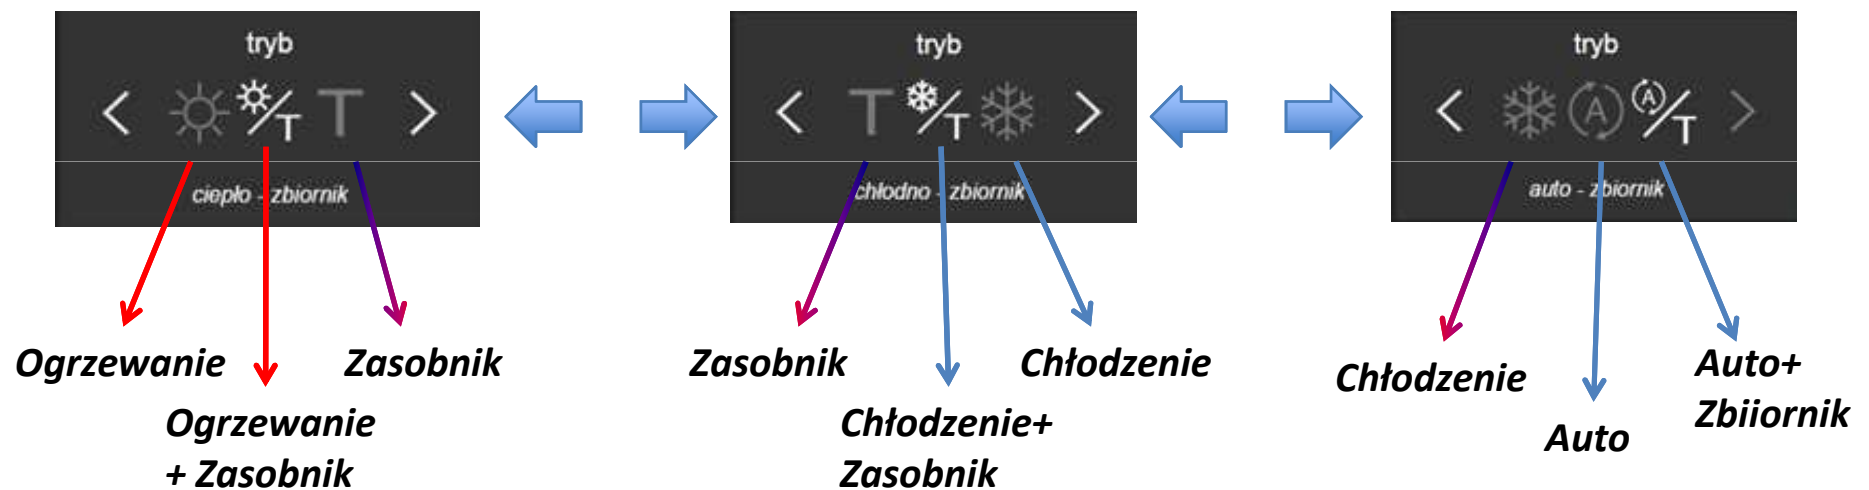 tryb
T
T
ciepło - zbiornik
Ogrzewanie
Zasobnik
Ogrzewanie
+ Zasobnik
tryb
T
T
chłodno - zbiornik
Zasobnik
Chłodzenie
Chłodzenie+
Zasobnik
tryb
A
A
T
auto - zbiornik
Chłodzenie
Auto
Auto+
Zbiiornik